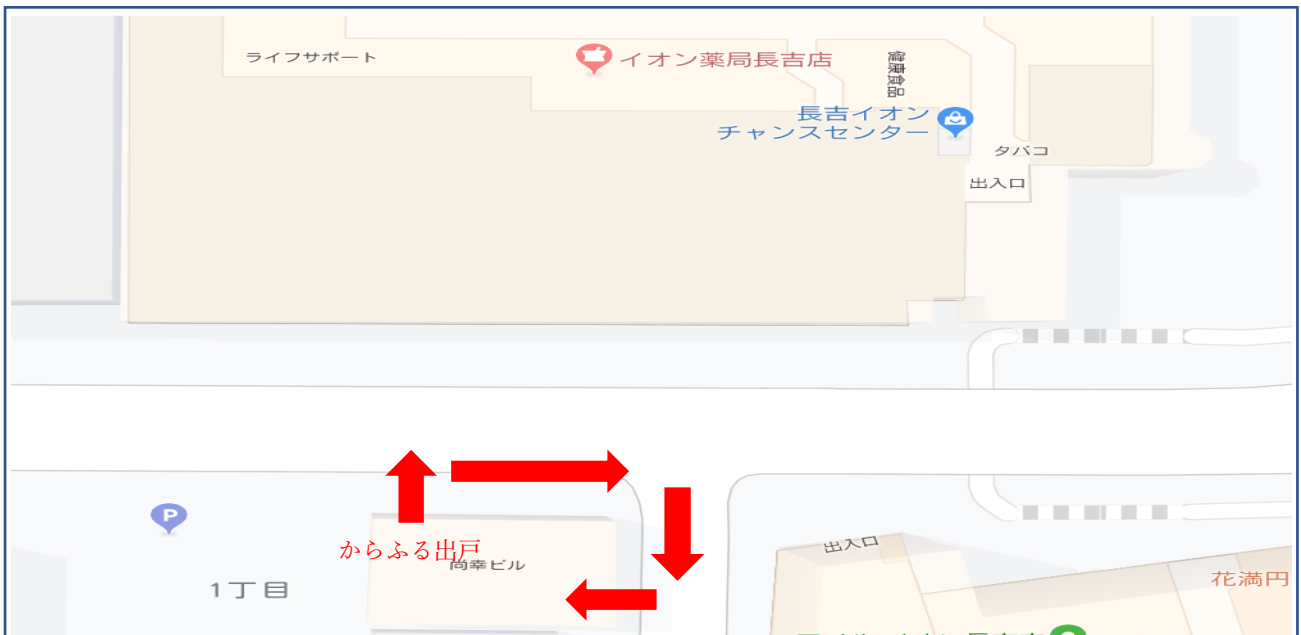 ライフサポート
イオン薬局長吉店
健康食品
長吉イオン
チャンスセンター
タバコ
出入口
P
からふる出戸
尚幸ビル
出入口
1丁目
花満円